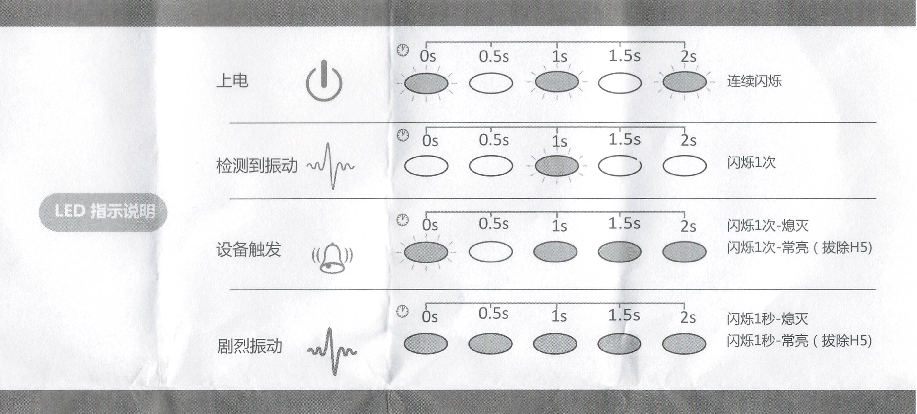 LED 指示说明
上电
0s 0.5s 1s 1.5s 2s
连续闪烁
检测到振动
0s 0.5s 1s 1.5s 2s
闪烁1次
设备触发
0s 0.5s 1s 1.5s 2s
闪烁1次-熄灭
闪烁1次-常亮 ( 拔除H5)
剧烈振动
0s 0.5s 1s 1.5s 2s
闪烁1秒-熄灭
闪烁1秒-常亮 ( 拔除H5)